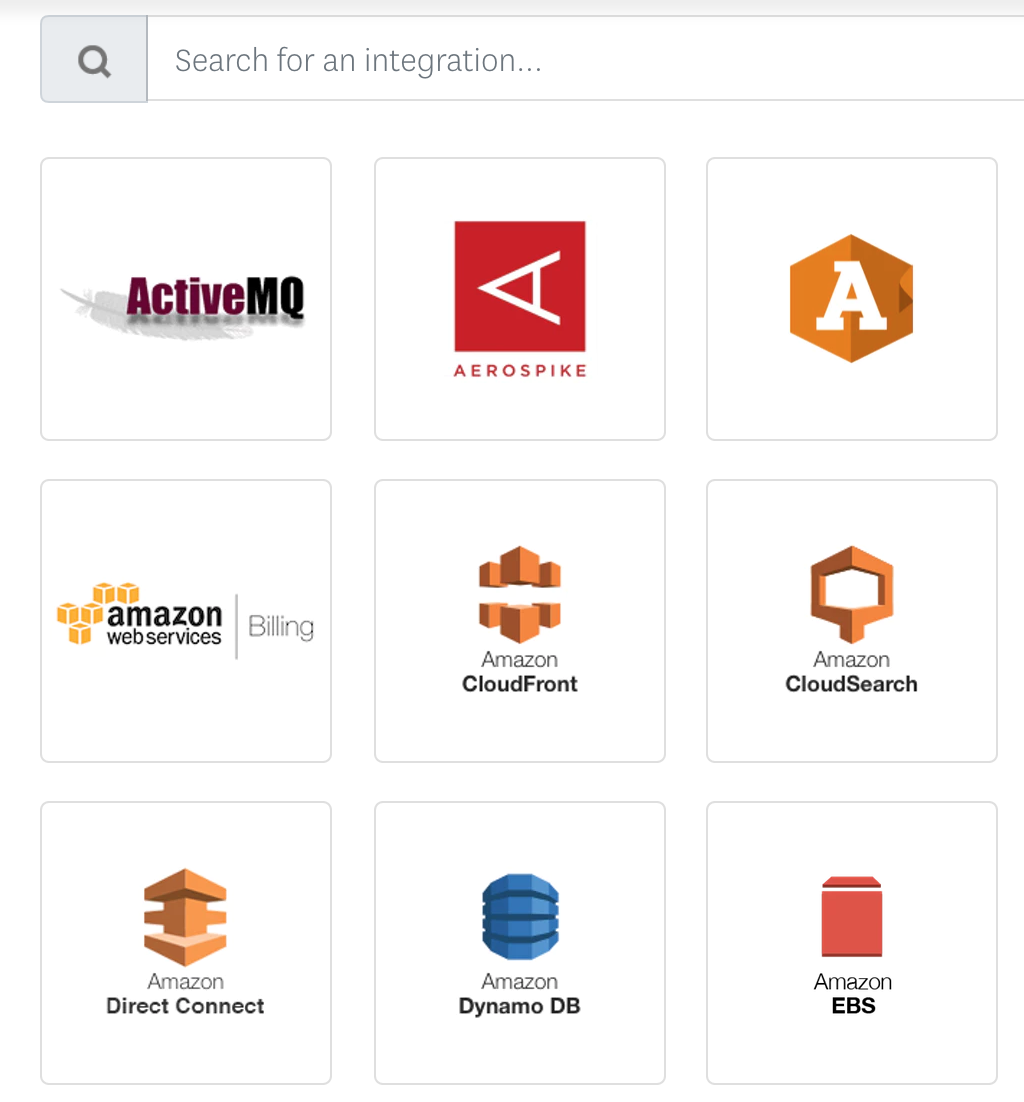 Search for an integration...
ActiveMQ
AEROSPIKE
A
amazon
web services
Billing
Amazon
CloudFront
Amazon
CloudSearch
Amazon
Direct Connect
Amazon
Dynamo DB
Amazon
EBS